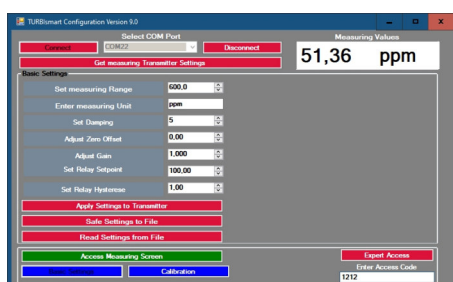 TURBIsmart Configuration Version 9.0
Select COM Port
Measuring Values
Connect
COM22
Disconnect
51,36 ppm
Get measuring Transmitter Settings
Basic Settings
Set measuring Range
600,0
Enter measuring Unit
ppm
Set Damping
5
Adjust Zero Offset
0,00
Adjust Gain
1,000
Set Relay Setpoint
100,00
Set Relay Hysterese
1,00
Apply Settings to Transmitter
Safe Settings to File
Read Settings from File
Access Measuring Screen
Expert Access
Basic Settings
Calibration
Enter Access Code
1212